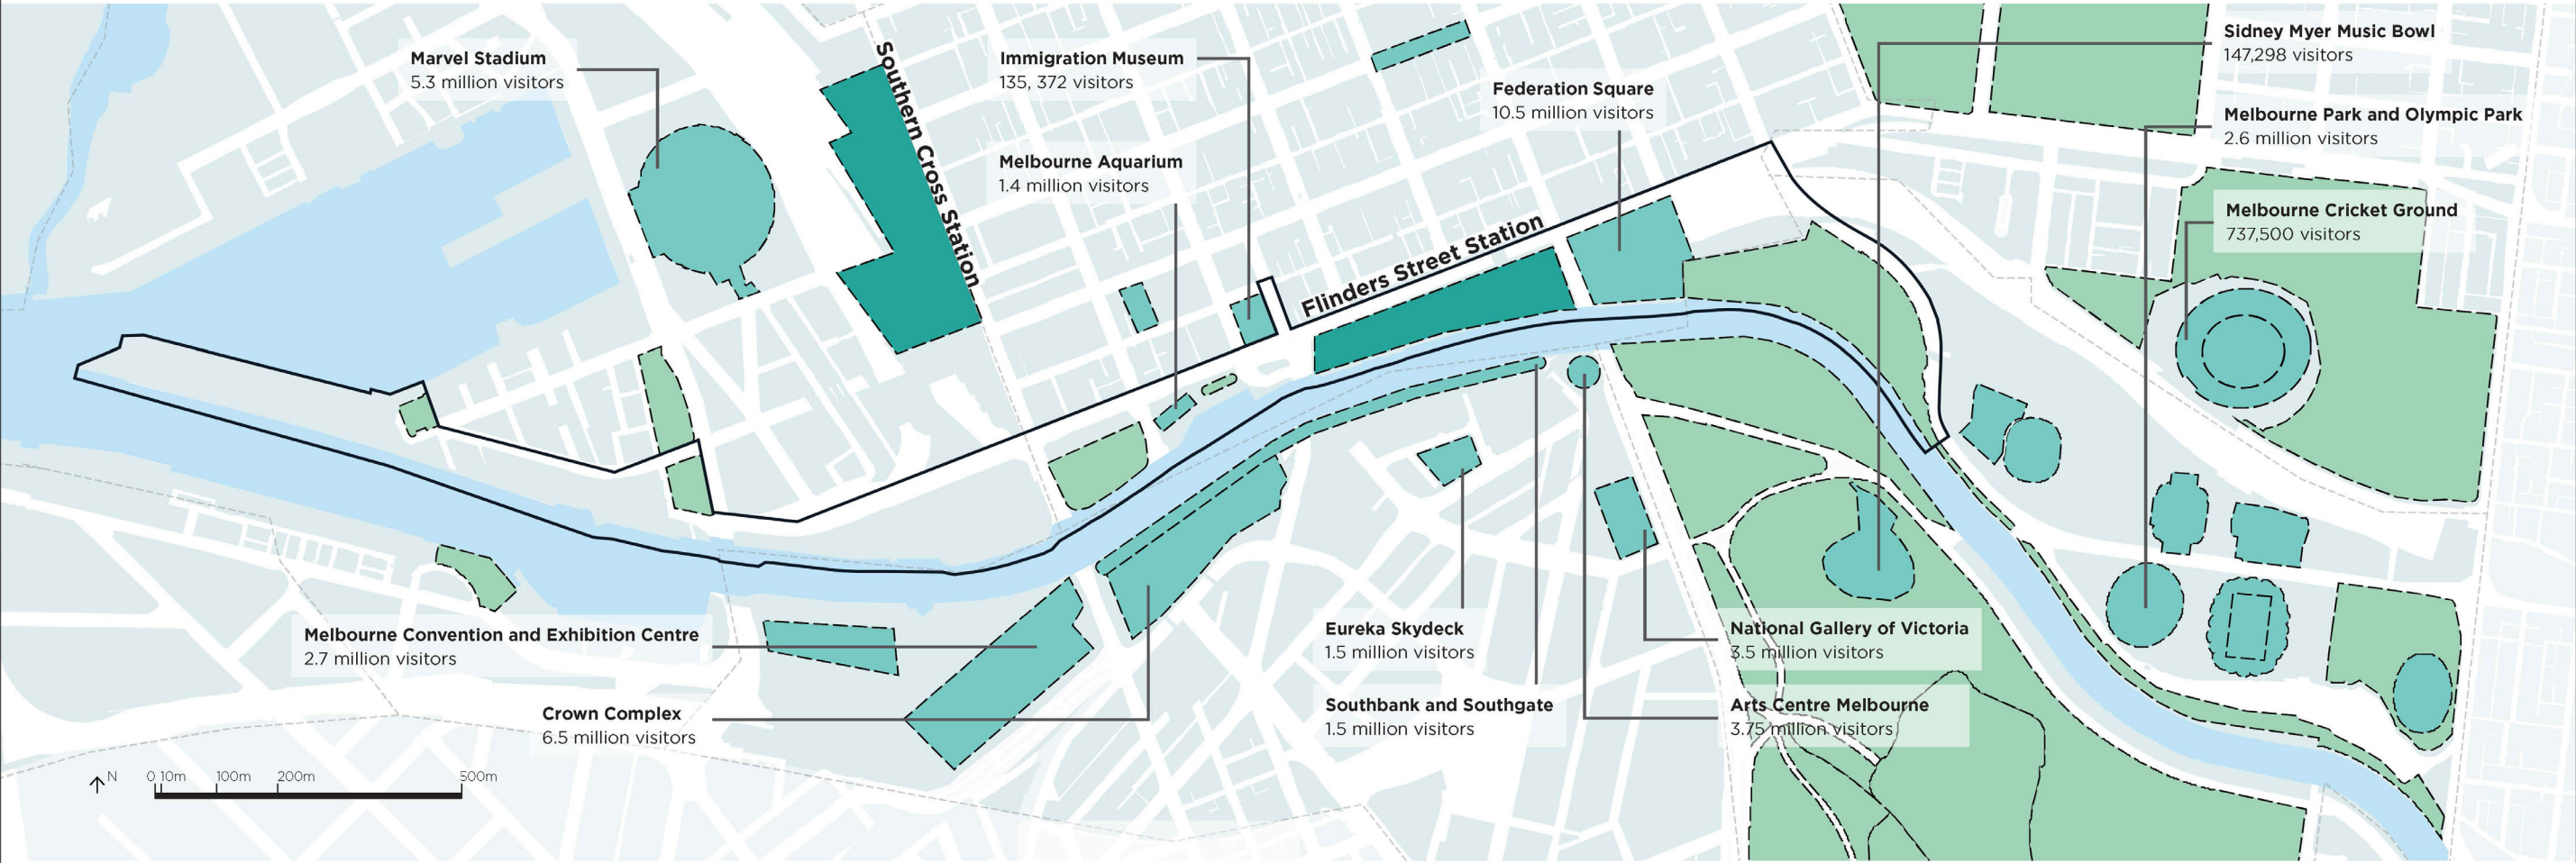 Marvel Stadium
5.3 million visitors
Southern Cross Station
Immigration Museum
135, 372 visitors
Melbourne Aquarium
1.4 million visitors
Federation Square
10.5 million visitors
Flinders Street Station
Sidney Myer Music Bowl
147,298 visitors
Melbourne Park and Olympic Park
2.6 million visitors
Melbourne Cricket Ground
737,500 visitors
Melbourne Convention and Exhibition Centre
2.7 million visitors
Crown Complex
6.5 million visitors
Eureka Skydeck
1.5 million visitors
Southbank and Southgate
1.5 million visitors
National Gallery of Victoria
3.5 million visitors
Arts Centre Melbourne
3.75 million visitors
N 0 10m 100m 200m 500m